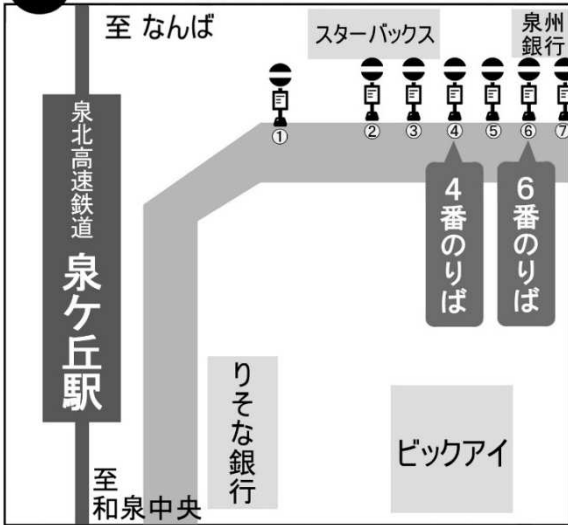 至 なんば
スターバックス
泉州
銀行
①
②
③
④
⑤
⑥
⑦
4番のりば
6番のりば
泉北高速鉄道
泉ケ丘駅
りそな銀行
ビックアイ
至
和泉中央